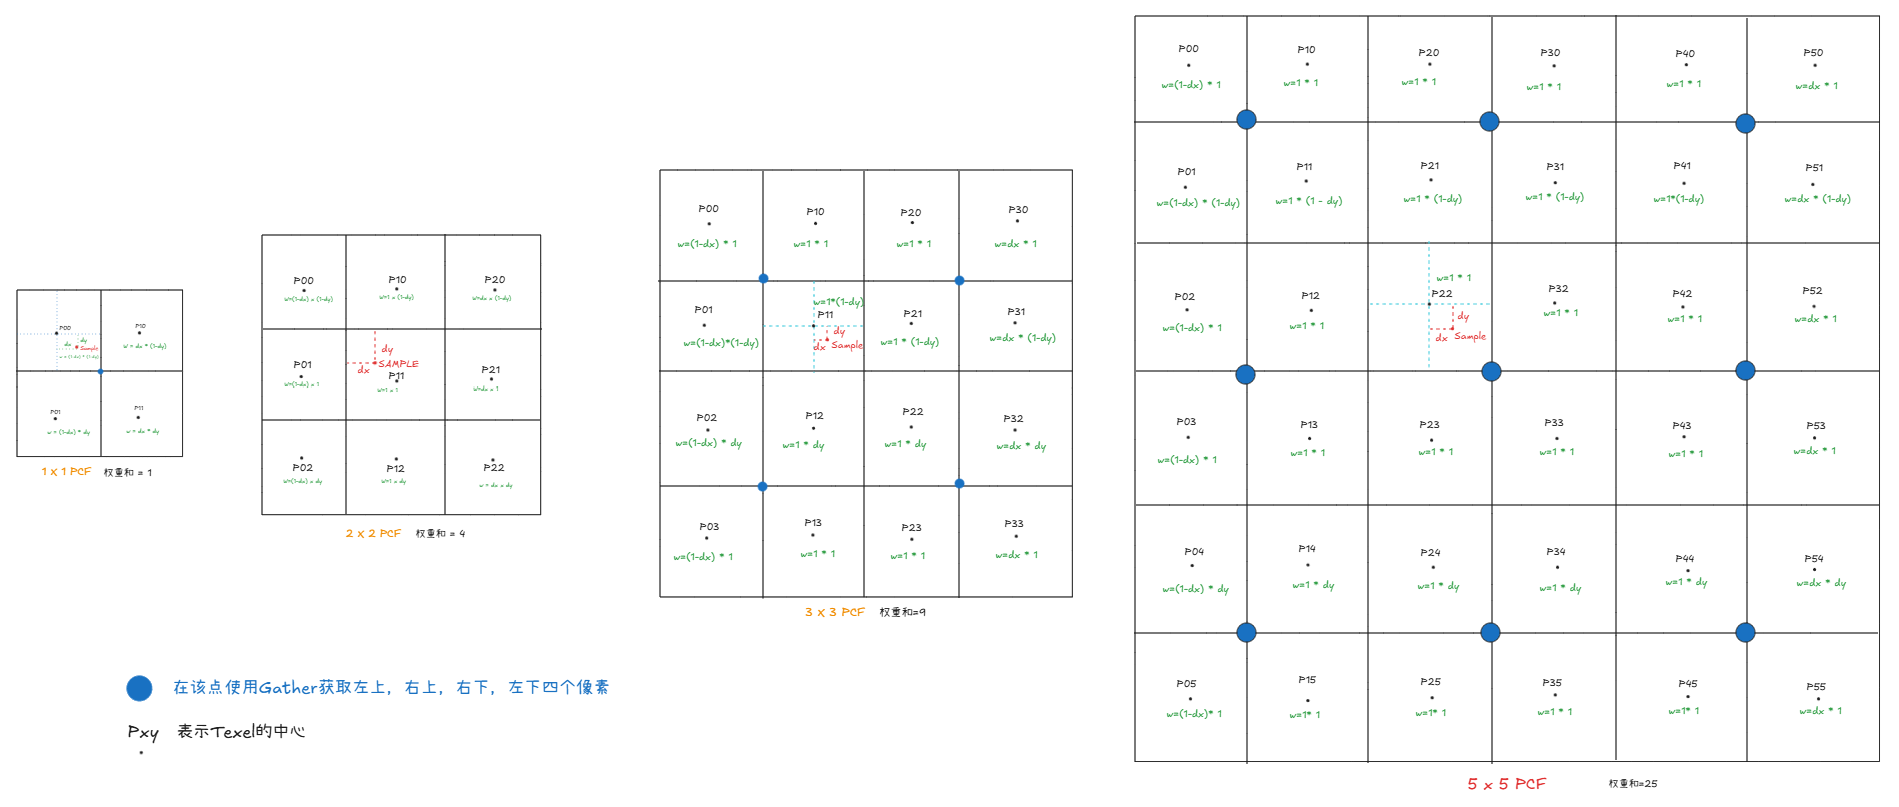 P00
dy
dx
Sample
w = (1-dx) * (1-dy)
P10
w = dx * (1-dy)
P01
w = (1-dx) * dy
P11
w = dx * dy
1 X 1 PCF 权重和 = 1
P00
w=(1-dx) x (1-dy)
P10
w=1 x (1-dy)
P20
w=dx x (1-dy)
P01
w=(1-dx) x 1
dy
dx
SAMPLE
P11
w=1 x 1
P21
w=dx x 1
P02
w=(1-dx) x dy
P12
w=1 x dy
P22
w = dx x dy
2 X 2 PCF 权重和 = 4
P00
w=(1-dx) * 1
P10
w=1 * 1
P20
w=1 * 1
P30
w=dx * 1
P01
w=(1-dx)*(1-dy)
w=1*(1-dy)
P11
dy
dx
Sample
P21
w=1 * (1-dy)
P31
w=dx * (1-dy)
P02
w=(1-dx) * dy
P12
w=1 * dy
P22
w=1 * dy
P32
w=dx * dy
P03
w=(1-dx) * 1
P13
w=1 * 1
P23
w=1 * 1
P33
w=dx * 1
3 X 3 PCF 权重和=9
P00
w=(1-dx) * 1
P10
w=1 * 1
P20
w=1 * 1
P30
w=1 * 1
P40
w=1 * 1
P50
w=dx * 1
P01
w=(1-dx) * (1-dy)
P11
w=1 * (1 - dy)
P21
w=1 * (1-dy)
P31
w=1 * (1-dy)
P41
w=1*(1-dy)
P51
w=dx * (1-dy)
P02
w=(1-dx) * 1
P12
w=1 * 1
w=1 * 1
P22
dy
dx
Sample
P32
w=1 * 1
P42
w=1 * 1
P52
w=dx * 1
P03
w=(1-dx) * 1
P13
w=1 * 1
P23
w=1 * 1
P33
w=1 * 1
P43
w=1 * 1
P53
w=dx * 1
P04
w=(1-dx) * dy
P14
w=1 * dy
P24
w=1 * dy
P34
w=1 * dy
P44
w=1 * dy
P54
w=dx * dy
P05
w=(1-dx)* 1
P15
w=1* 1
P25
w=1* 1
P35
w=1 * 1
P45
w=1* 1
P55
w=dx * 1
5 x 5 PCF 权重和=25
在该点使用Gather获取左上，右上，右下，左下四个像素
Pxy 表示Texel的中心